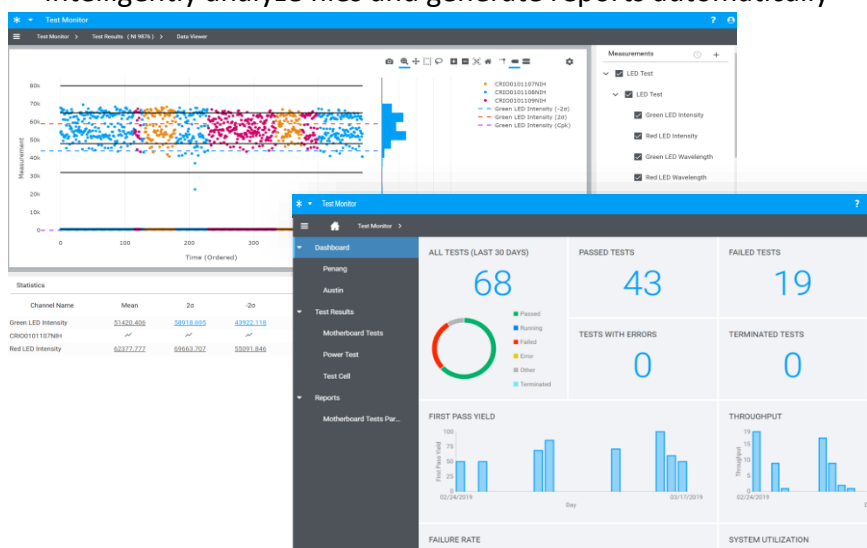 intelligently analyze files and generate reports automatically
Test Monitor
?
Test Monitor > Test Results ( NI 9876 ) > Data Viewer
CRIO0101107NIH
CRIO0101108NIH
CRIO0101109NIH
Green LED Intensity (-2σ)
Green LED Intensity (2σ)
Green LED Intensity (Cpk)
80k
70k
60k
50k
40k
30k
20k
10k
0
Measurement
0 100 200 300
Time (Ordered)
Measurements
LED Test
LED Test
Green LED Intensity
Red LED Intensity
Green LED Wavelength
Red LED Wavelength
Statistics
Channel Name Mean 2σ -2σ
Green LED Intensity 51420.406 58918.695 43922.118
CRIO0101107NIH
Red LED Intensity 62377.777 69663.707 55091.846
Test Monitor
?
Test Monitor >
Dashboard
Penang
Austin
Test Results
Motherboard Tests
Power Test
Test Cell
Reports
Motherboard Tests Par...
ALL TESTS (LAST 30 DAYS)
68
Passed
Running
Failed
Error
Other
Terminated
PASSED TESTS
43
FAILED TESTS
19
TESTS WITH ERRORS
0
TERMINATED TESTS
0
FIRST PASS YIELD
100
75
50
25
0
First Pass Yield
02/24/2019 03/17/2019
Day
THROUGHPUT
19
15
10
5
0
Throughput
02/24/2019
FAILURE RATE
SYSTEM UTILIZATION